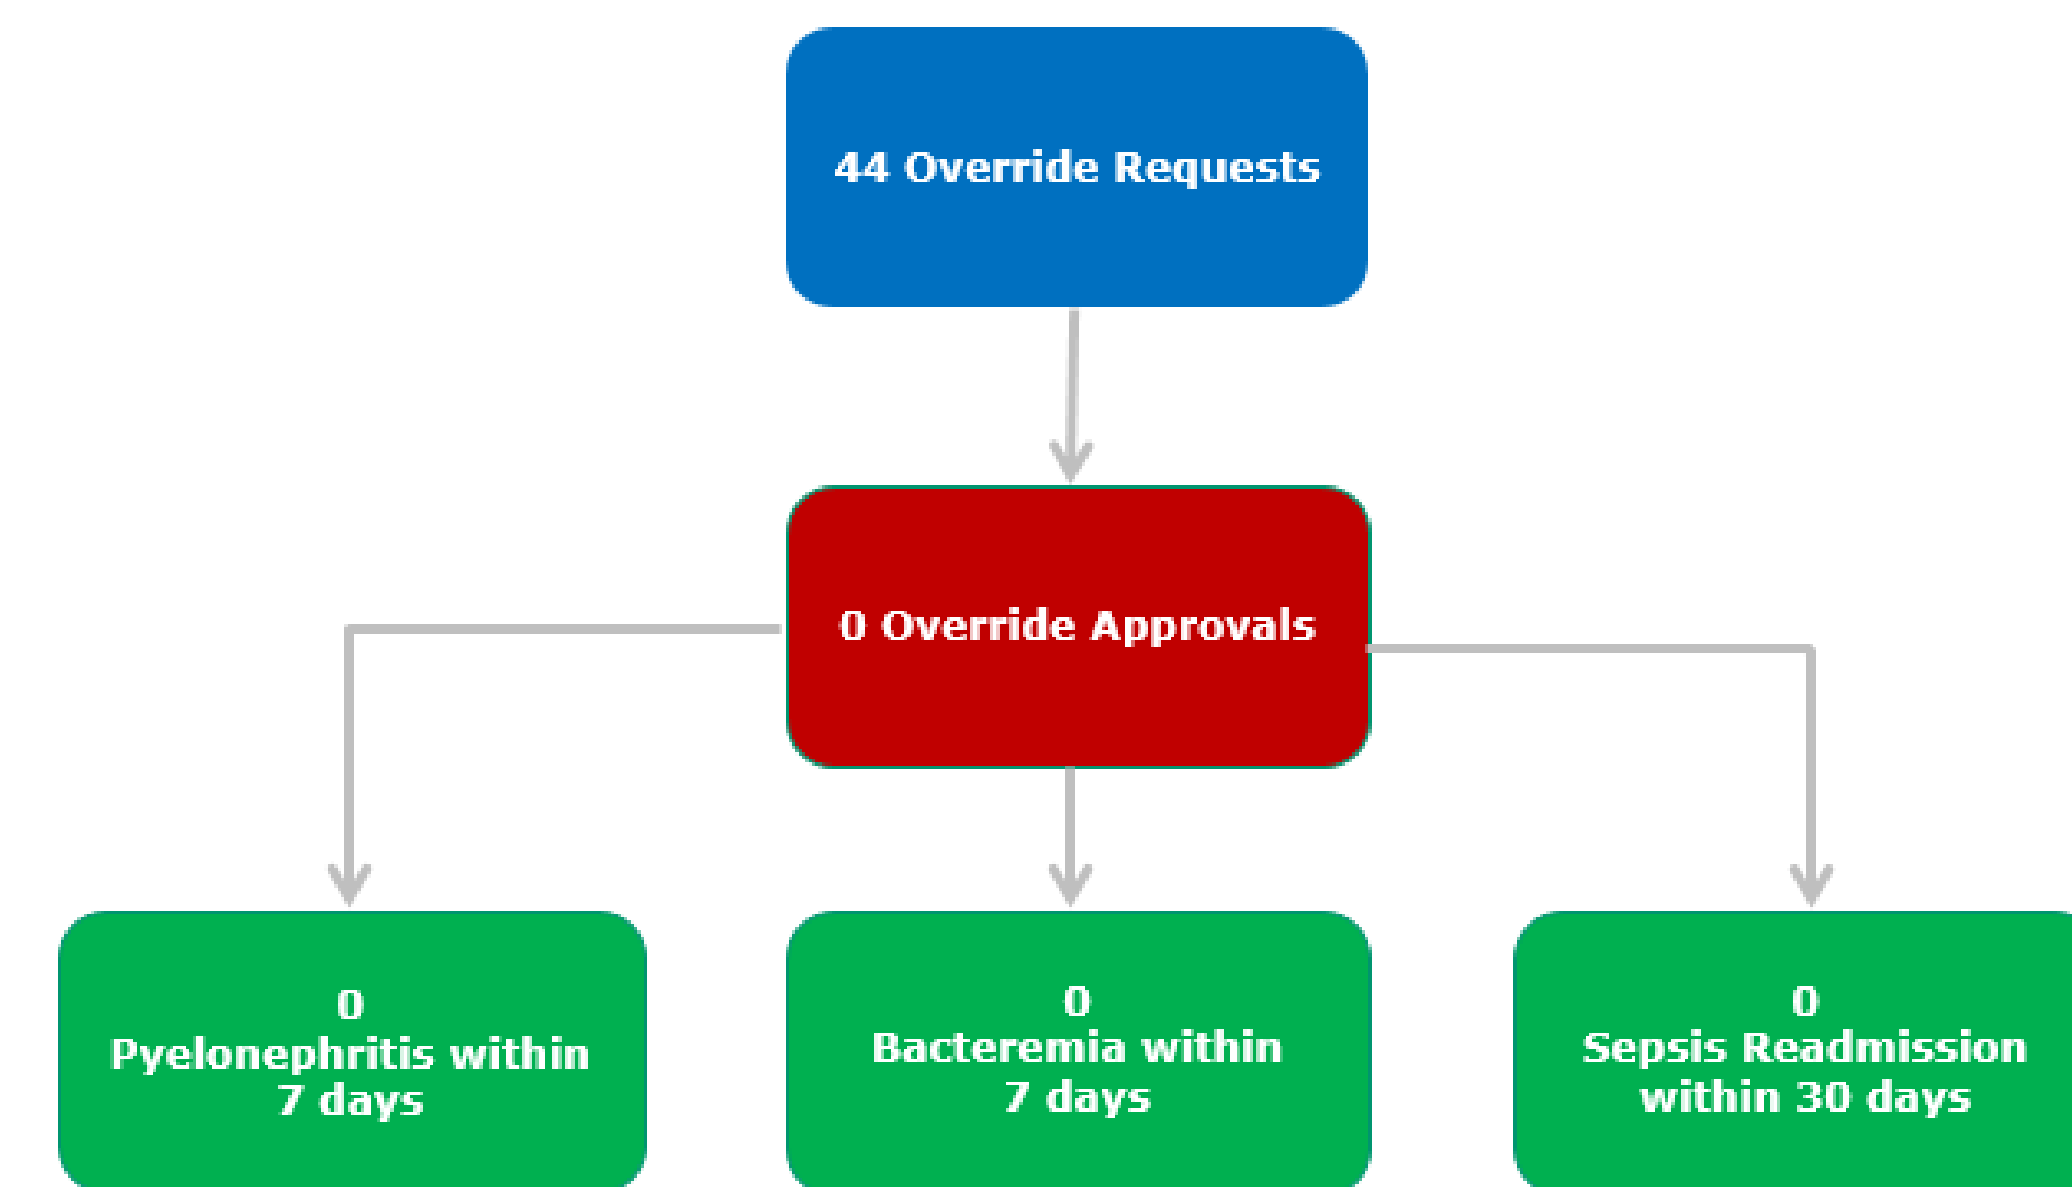 44 Override Requests
0 Override Approvals
0
Pyelonephritis within
7 days
0
Bacteremia within
7 days
0
Sepsis Readmission
within 30 days